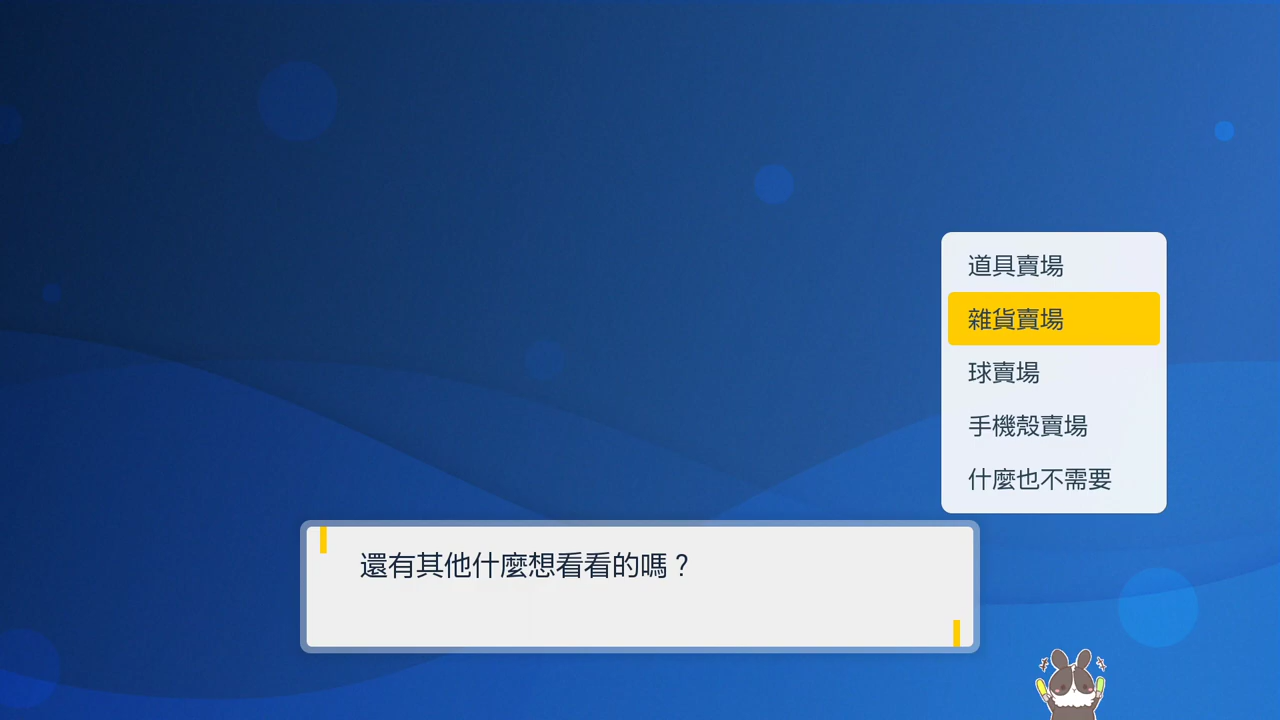 道具賣場
雜貨賣場
球賣場
手機殼賣場
什麼也不需要
還有其他什麼想看看的嗎？